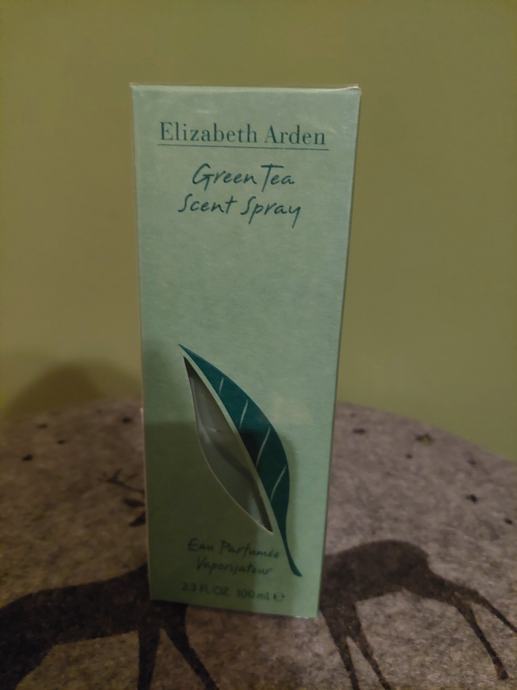 Elizabeth Arden
Green Tea
Scent Spray
Eau Parfumée
Vaporisateur
3.3 FL.OZ. 100 mL ℮